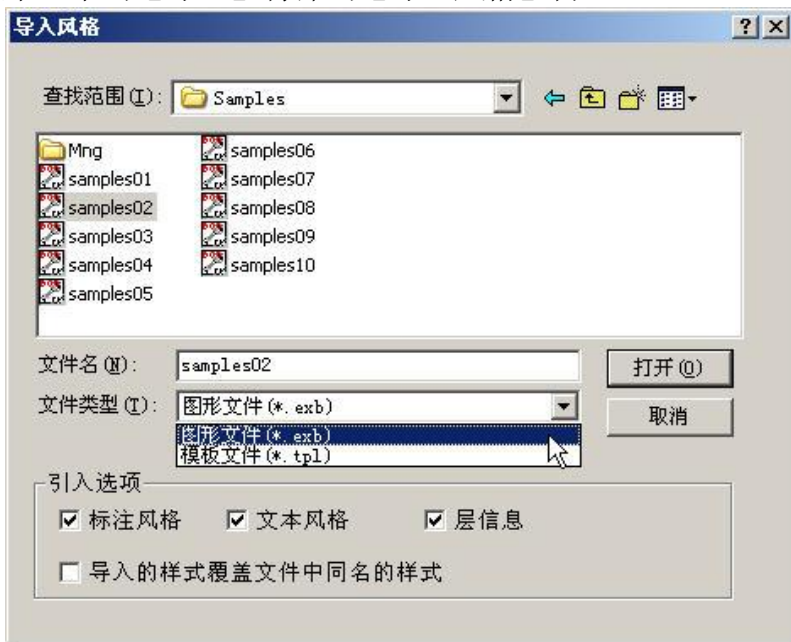 导入风格
查找范围(I): Samples
Mng samples06
samples01 samples07
samples02 samples08
samples03 samples09
samples04 samples10
samples05
文件名(N): samples02 打开(O)
文件类型(T): 图形文件(*.exb) 取消
图形文件(*.exb)
模板文件(*.tpl)
引入选项
标注风格 文本风格 层信息
导入的样式覆盖文件中同名的样式